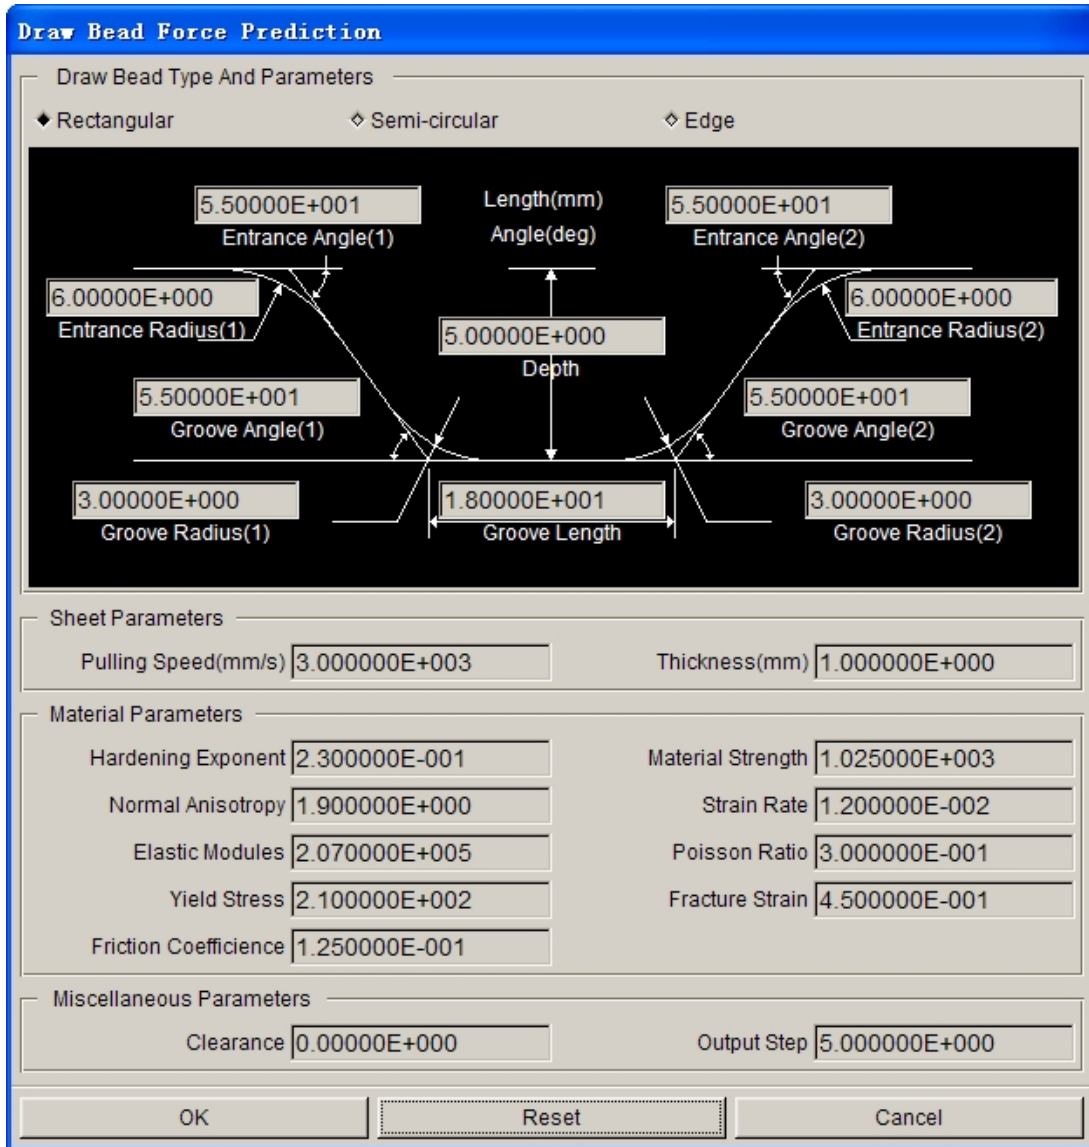 Draw Bead Force Prediction
Draw Bead Type And Parameters
Rectangular Semi-circular Edge
5.50000E+001 Length(mm) 5.50000E+001
Entrance Angle(1) Angle(deg) Entrance Angle(2)
6.00000E+000 6.00000E+000
Entrance Radius(1) 5.00000E+000 Entrance Radius(2)
Depth
5.50000E+001 5.50000E+001
Groove Angle(1) Groove Angle(2)
3.00000E+000 1.80000E+001 3.00000E+000
Groove Radius(1) Groove Length Groove Radius(2)
Sheet Parameters
Pulling Speed(mm/s) 3.000000E+003 Thickness(mm) 1.000000E+000
Material Parameters
Hardening Exponent 2.300000E-001 Material Strength 1.025000E+003
Normal Anisotropy 1.900000E+000 Strain Rate 1.200000E-002
Elastic Modules 2.070000E+005 Poisson Ratio 3.000000E-001
Yield Stress 2.100000E+002 Fracture Strain 4.500000E-001
Friction Coefficience 1.250000E-001
Miscellaneous Parameters
Clearance 0.00000E+000 Output Step 5.000000E+000
OK Reset Cancel